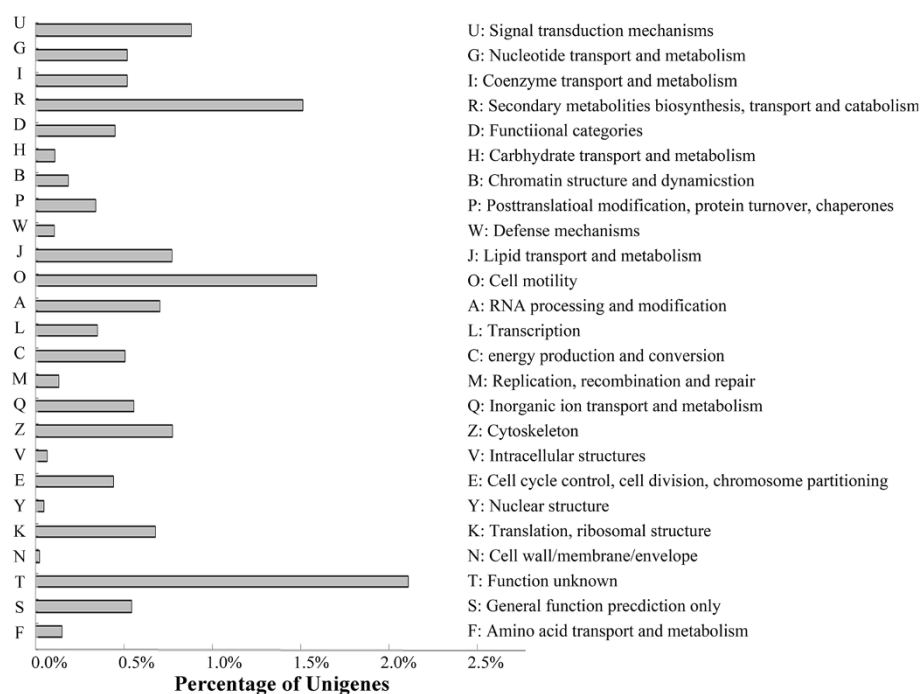 U U: Signal transduction mechanisms
G G: Nucleotide transport and metabolism
I I: Coenzyme transport and metabolism
R R: Secondary metabolities biosynthesis, transport and catabolism
D D: Functiional categories
H H: Carbhydrate transport and metabolism
B B: Chromatin structure and dynamicstion
P P: Posttranslatioal modification, protein turnover, chaperones
W W: Defense mechanisms
J J: Lipid transport and metabolism
O O: Cell motility
A A: RNA processing and modification
L L: Transcription
C C: energy production and conversion
M M: Replication, recombination and repair
Q Q: Inorganic ion transport and metabolism
Z Z: Cytoskeleton
V V: Intracellular structures
E E: Cell cycle control, cell division, chromosome partitioning
Y Y: Nuclear structure
K K: Translation, ribosomal structure
N N: Cell wall/membrane/envelope
T T: Function unknown
S S: General function precdiction only
F F: Amino acid transport and metabolism
0.0% 0.5% 1.0% 1.5% 2.0% 2.5%
Percentage of Unigenes